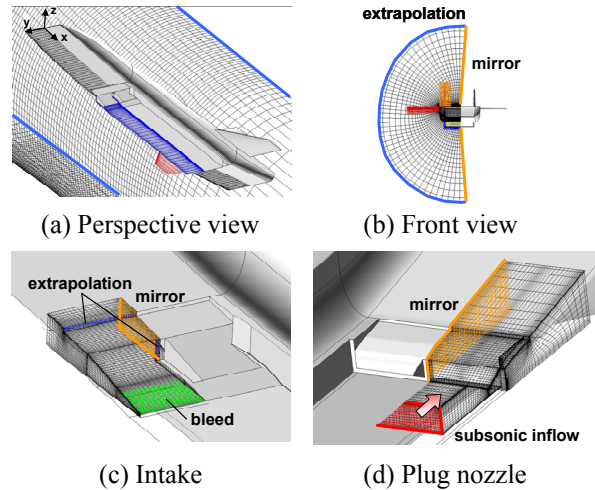 z
y
x
(a) Perspective view
extrapolation
mirror
(b) Front view
extrapolation
mirror
bleed
(c) Intake
mirror
subsonic inflow
(d) Plug nozzle